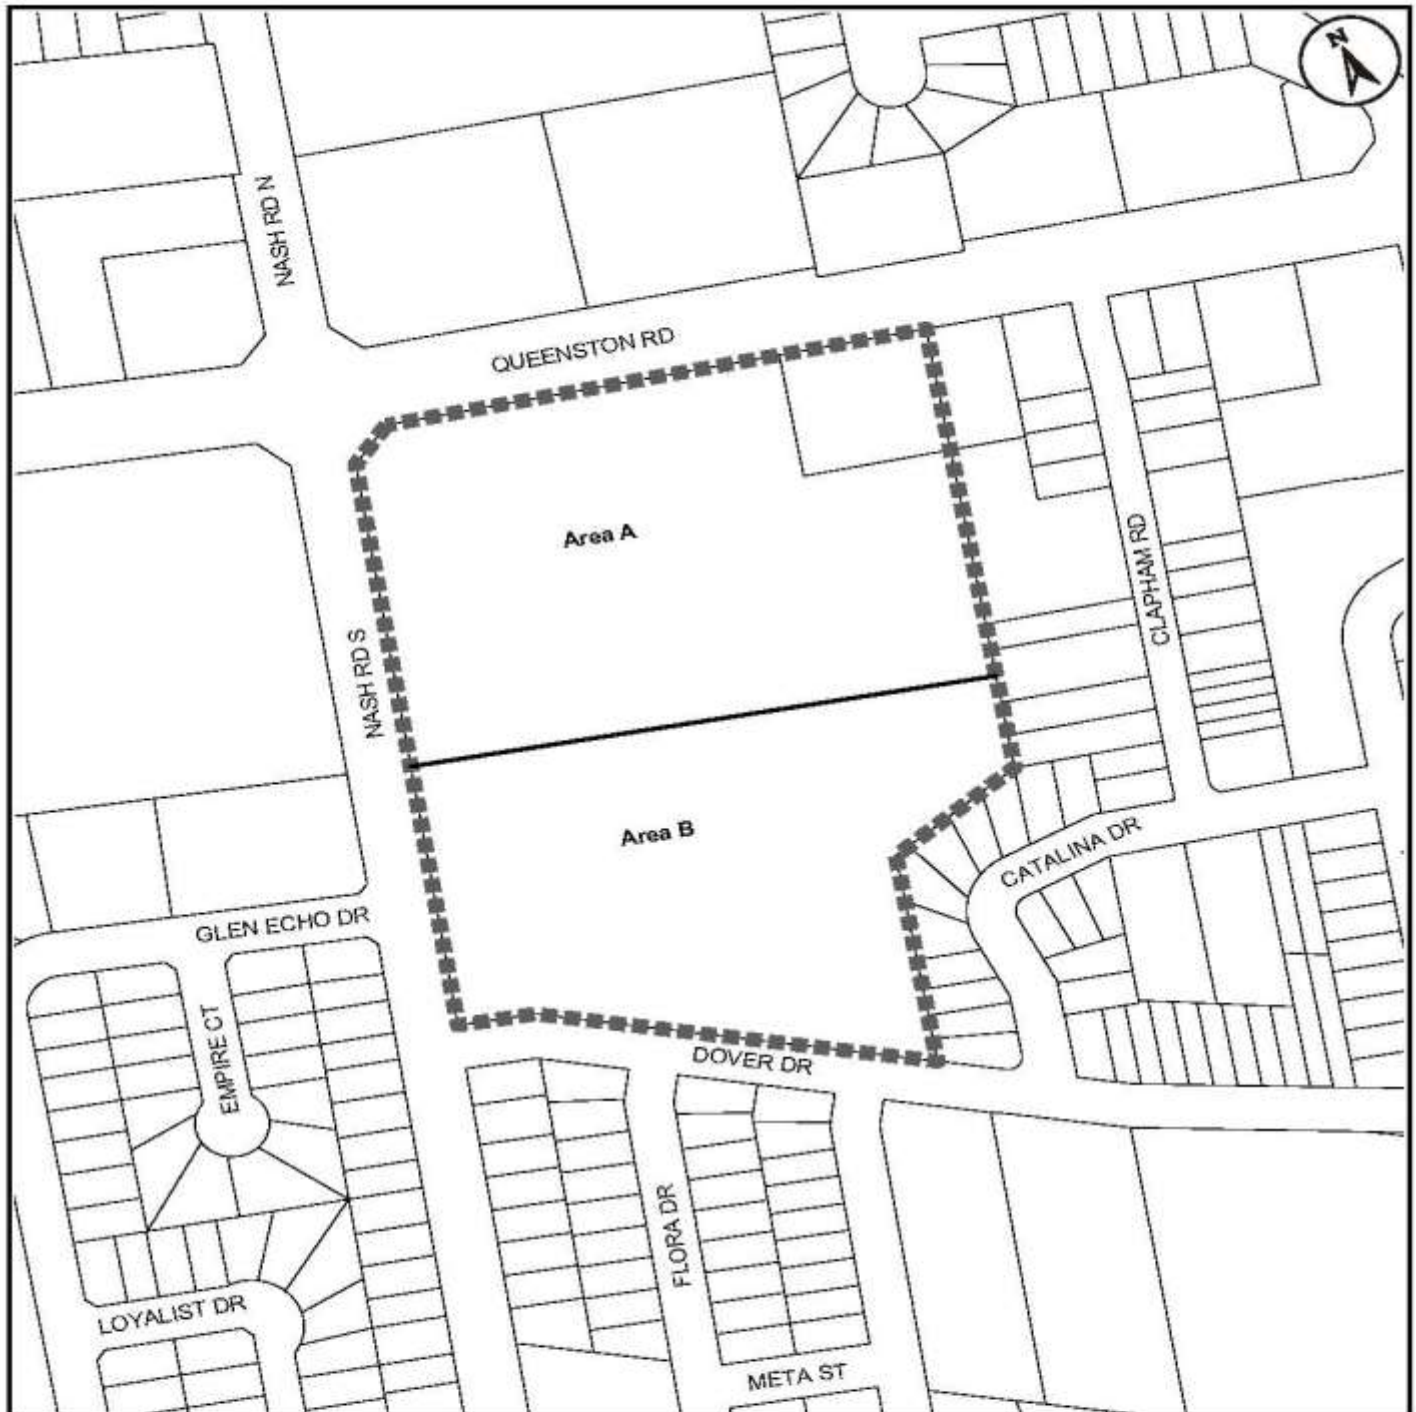 N
NASH RD N
QUEENSTON RD
Area A
CLAPHAM RD
NASH RD S
Area B
CATALINA DR
GLEN ECHO DR
EMPIRE CT
DOVER DR
FLORA DR
LOYALIST DR
META ST